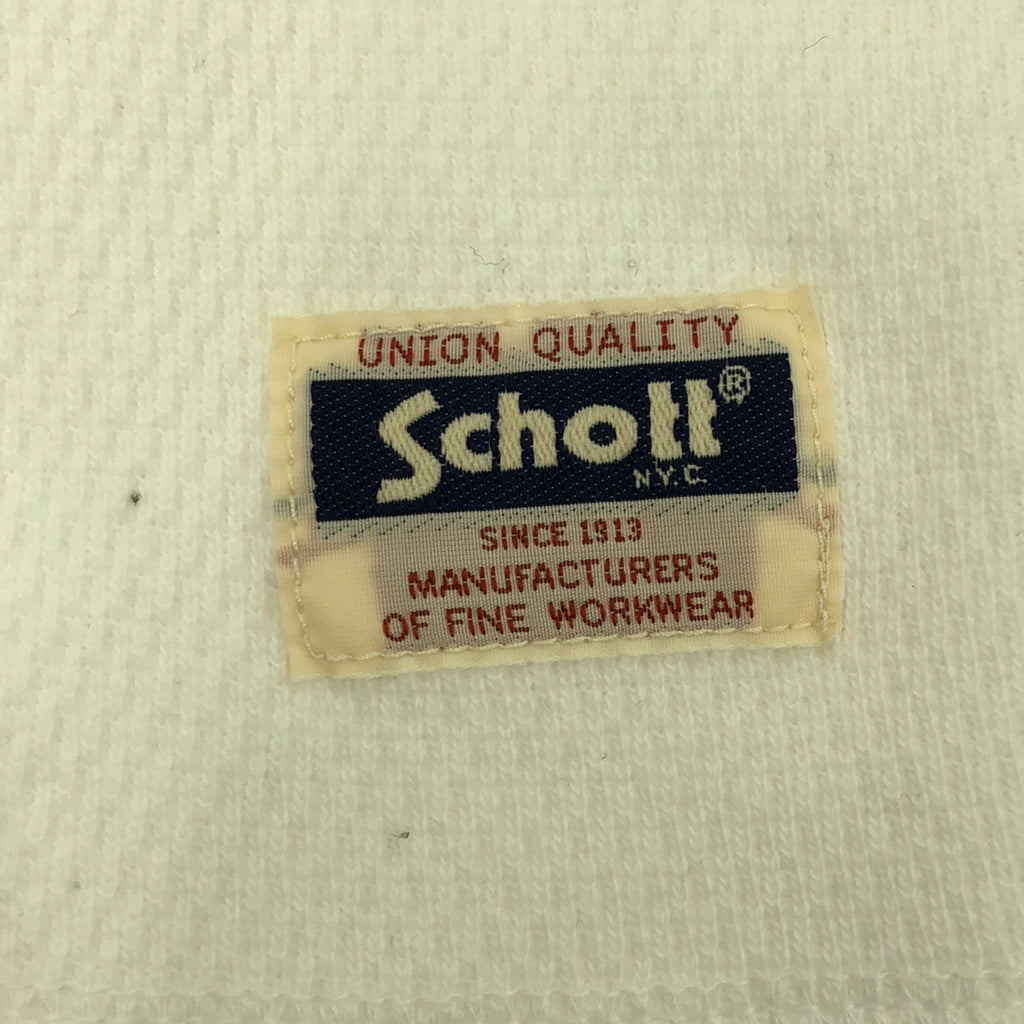 UNION QUALITY
Schott®
N.Y.C.
SINCE 1913
MANUFACTURERS
OF FINE WORKWEAR